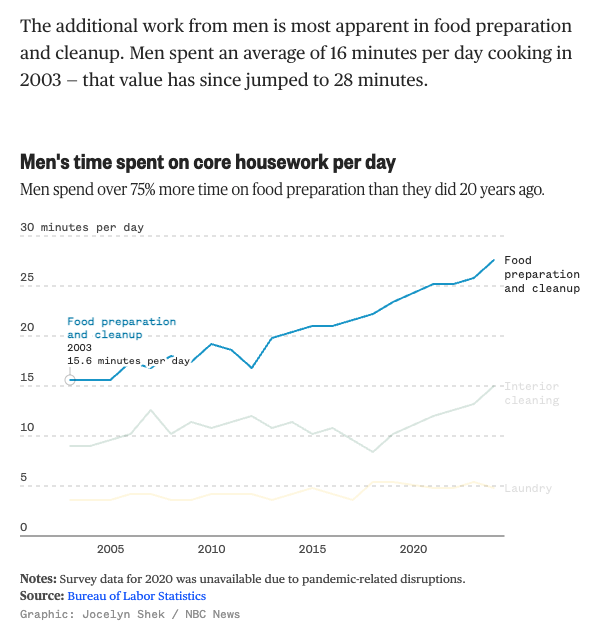 The additional work from men is most apparent in food preparation
and cleanup. Men spent an average of 16 minutes per day cooking in
2003 – that value has since jumped to 28 minutes.
Men's time spent on core housework per day
Men spend over 75% more time on food preparation than they did 20 years ago.
30 minutes per day
Food
preparation
and cleanup
25
20
Food preparation
and cleanup
2003
15.6 minutes per day
15
Interior
cleaning
10
5
Laundry
0
2005 2010 2015 2020
Notes: Survey data for 2020 was unavailable due to pandemic-related disruptions.
Source: Bureau of Labor Statistics
Graphic: Jocelyn Shek / NBC News